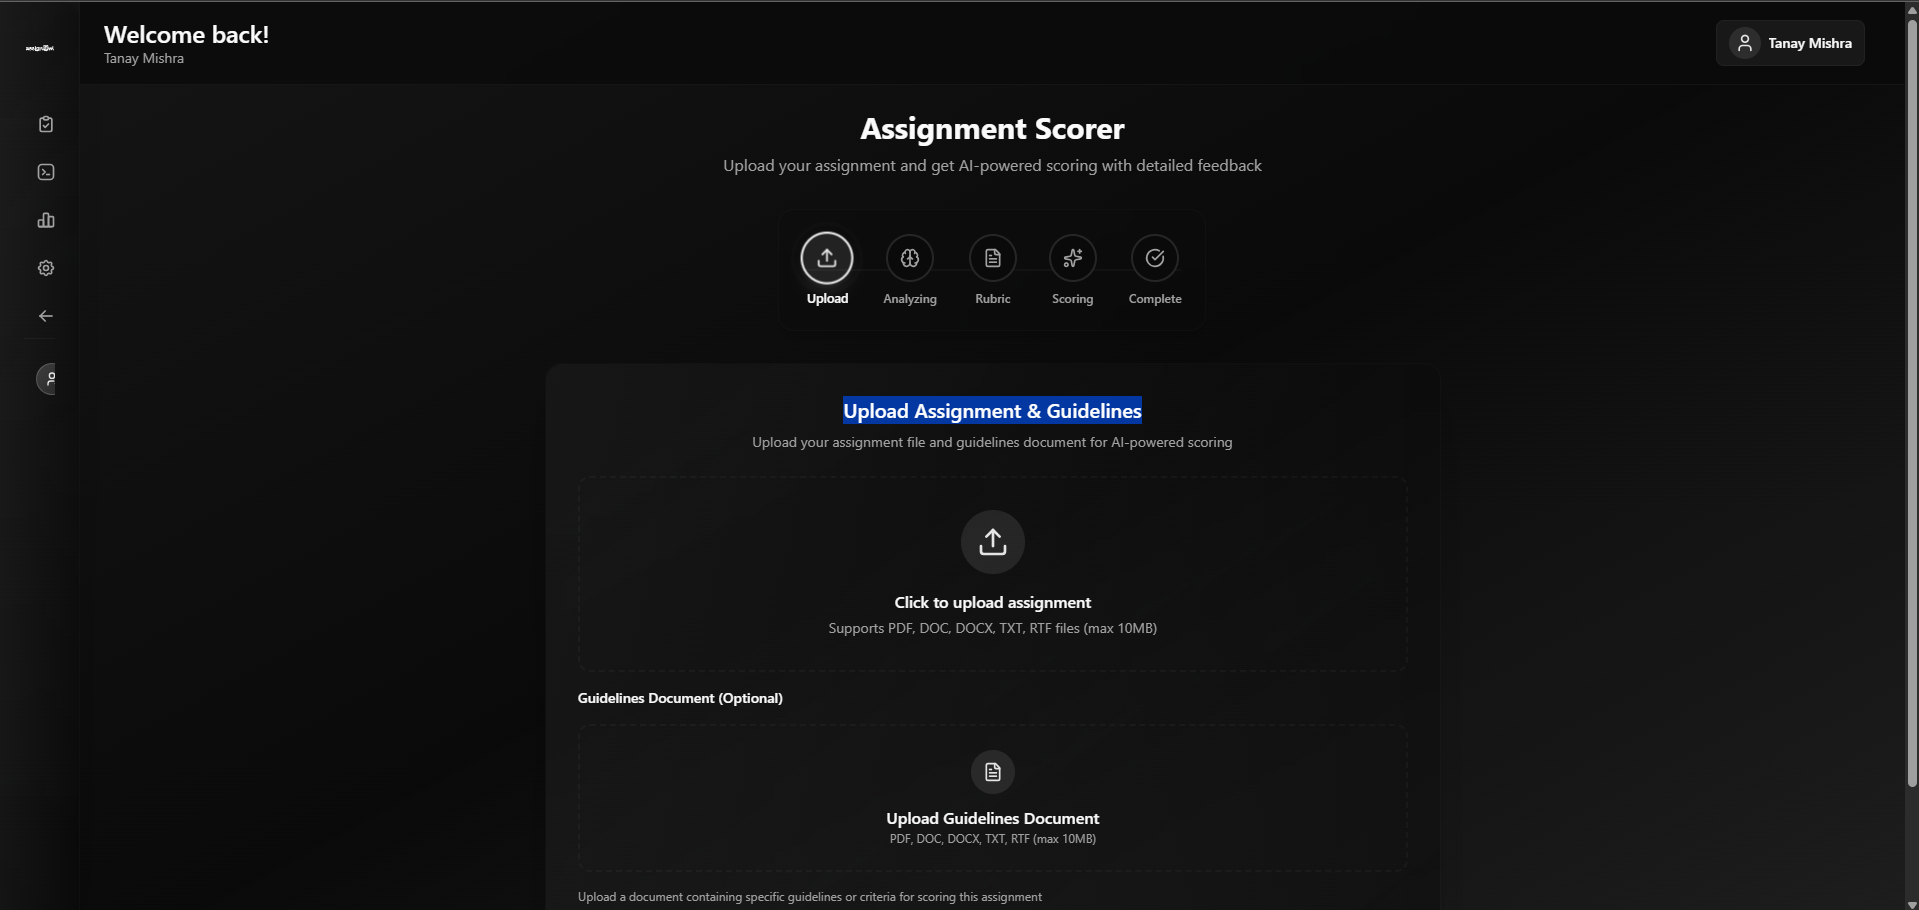 Welcome back!
Tanay Mishra
Tanay Mishra
Assignment Scorer
Upload your assignment and get AI-powered scoring with detailed feedback
Upload
Analyzing
Rubric
Scoring
Complete
Upload Assignment & Guidelines
Upload your assignment file and guidelines document for AI-powered scoring
Click to upload assignment
Supports PDF, DOC, DOCX, TXT, RTF files (max 10MB)
Guidelines Document (Optional)
Upload Guidelines Document
PDF, DOC, DOCX, TXT, RTF (max 10MB)
Upload a document containing specific guidelines or criteria for scoring this assignment